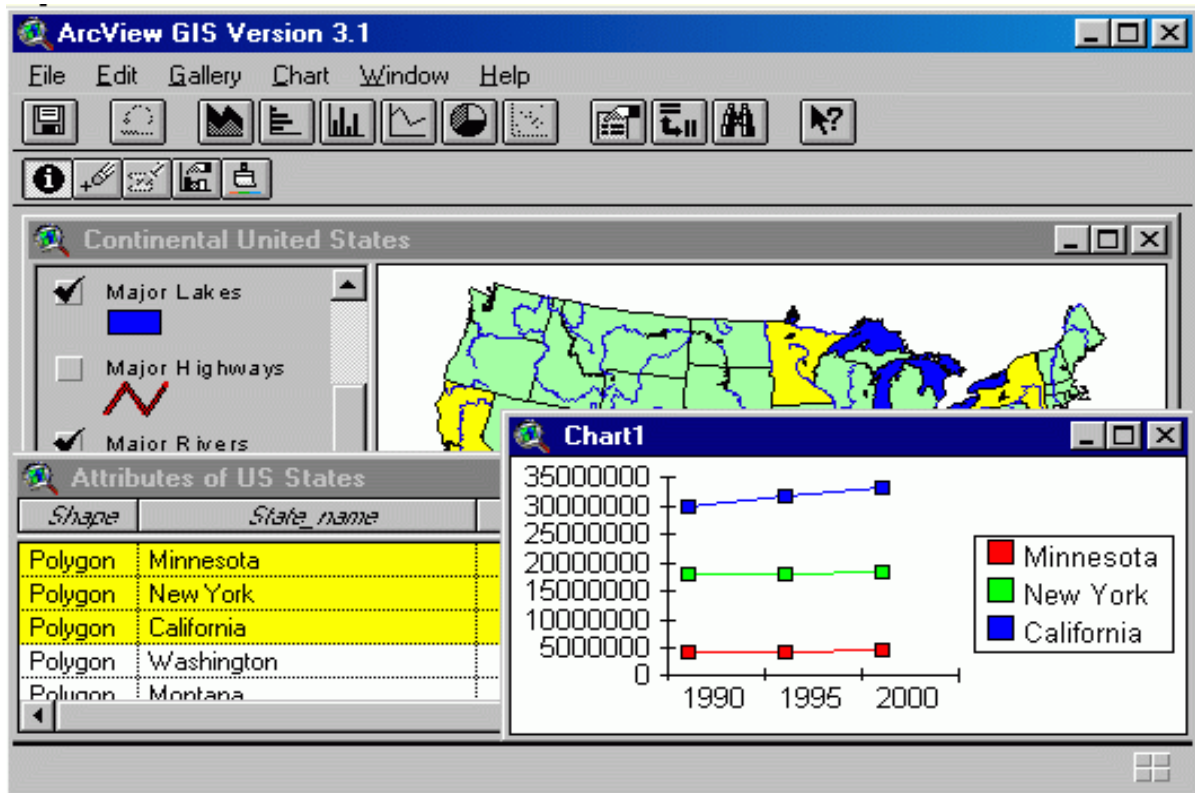 ArcView GIS Version 3.1
File Edit Gallery Chart Window Help
Continental United States
Major Lakes
Major Highways
Major Rivers
Attributes of US States
Shape State_name
Polygon Minnesota
Polygon New York
Polygon California
Polygon Washington
Polygon Montana
Chart1
35000000
30000000
25000000
20000000
15000000
10000000
5000000
0
1990 1995 2000
Minnesota
New York
California